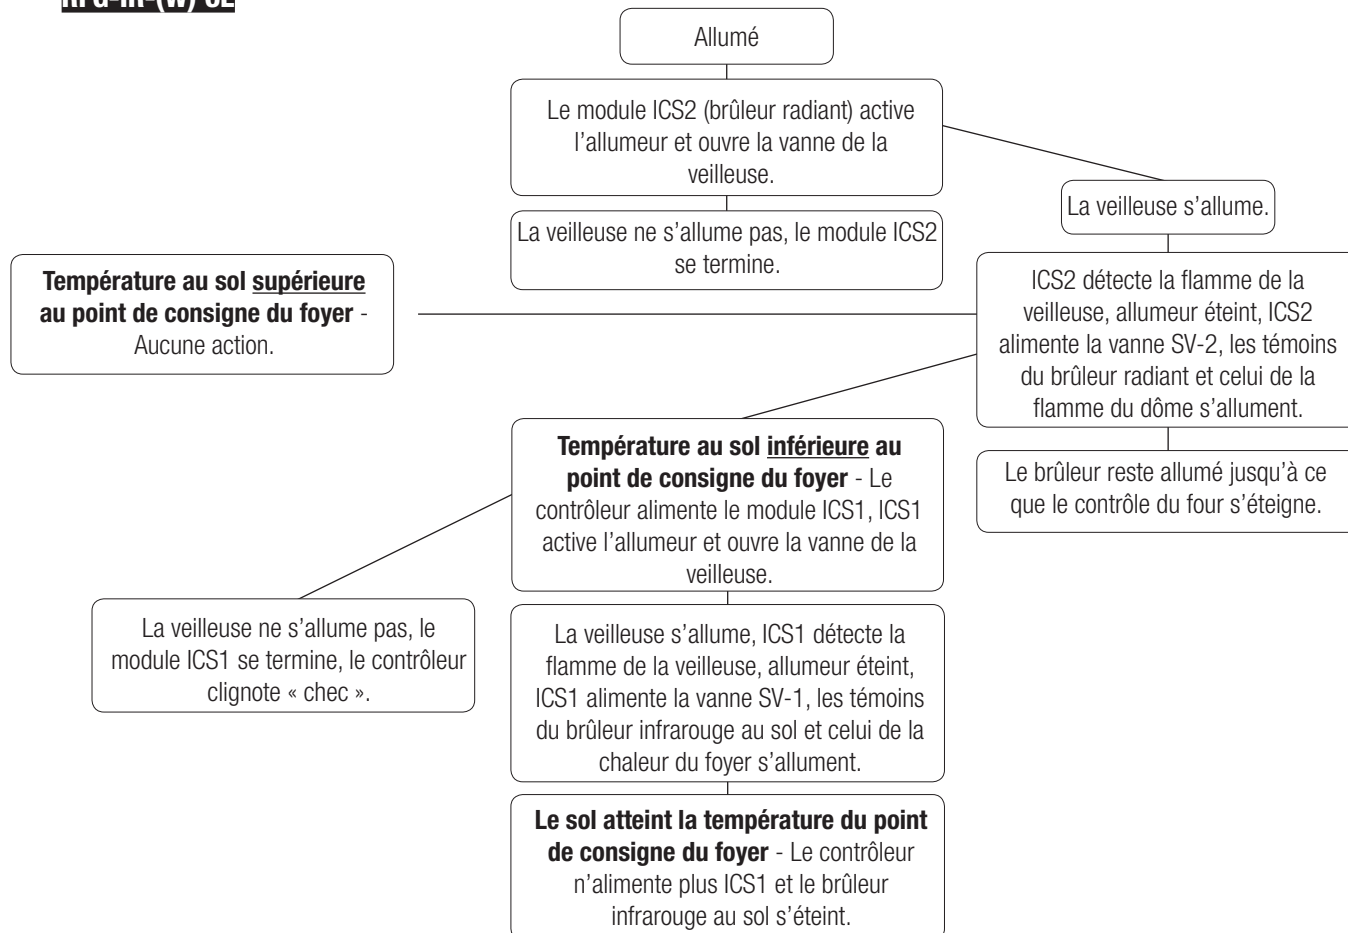 Allumé
Le module ICS2 (brûleur radiant) active
l’allumeur et ouvre la vanne de la
veilleuse.
La veilleuse s’allume.
La veilleuse ne s’allume pas, le module ICS2
se termine.
Température au sol supérieure
au point de consigne du foyer -
Aucune action.
ICS2 détecte la flamme de la
veilleuse, allumeur éteint, ICS2
alimente la vanne SV-2, les témoins
du brûleur radiant et celui de la
flamme du dôme s’allument.
Température au sol inférieure au
point de consigne du foyer - Le
contrôleur alimente le module ICS1, ICS1
active l’allumeur et ouvre la vanne de la
veilleuse.
Le brûleur reste allumé jusqu’à ce
que le contrôle du four s’éteigne.
La veilleuse ne s’allume pas, le
module ICS1 se termine, le contrôleur
clignote « chec ».
La veilleuse s’allume, ICS1 détecte la
flamme de la veilleuse, allumeur éteint,
ICS1 alimente la vanne SV-1, les témoins
du brûleur infrarouge au sol et celui de la
chaleur du foyer s’allument.
Le sol atteint la température du point
de consigne du foyer - Le contrôleur
n’alimente plus ICS1 et le brûleur
infrarouge au sol s’éteint.